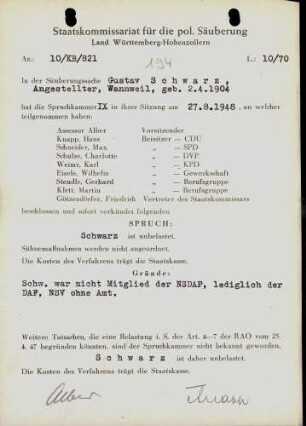 Staatskommissariat für die pol. Säuberung
Land Württemberg-Hohenzollern
Az.: 10/KB/821 194 L.: 10/70
In der Säuberungssache Gustav Schwarz,
Angestellter, Wannweil, geb. 2.4.1904
hat die Spruchkammer IX in ihrer Sitzung am 27.8.1948, an welcher
teilgenommen haben:
Assessor Alber Vorsitzender
Knapp, Hans Beisitzer – CDU
Schneider, Max „ – SPD
Schulze, Charlotte „ – DVP
Weimr, Karl „ – KPD
Eisele, Wilhelm „ – Gewerkschaft
Stendle, Gerhard „ – Berufsgruppe
Klett, Martin „ – Berufsgruppe
Götzendörfer, Friedrich Vertreter des Staatskommissars
beschlossen und sofort verkündet folgenden
SPRUCH:
Schwarz ist unbelastet.
Sühnemaßnahmen werden nicht angeordnet.
Die Kosten des Verfahrens trägt die Staatskasse.
Gründe:
Schw. war nicht Mitglied der NSDAP, lediglich der
DAF, NSV ohne Amt.
Weitere Tatsachen, die eine Belastung i. S. der Art. 4–7 der RAO vom 25.
4. 47 begründen könnten, sind der Spruchkammer nicht bekannt geworden.
Schwarz ist daher unbelastet.
Die Kosten des Verfahrens trägt die Staatskasse.
Alber